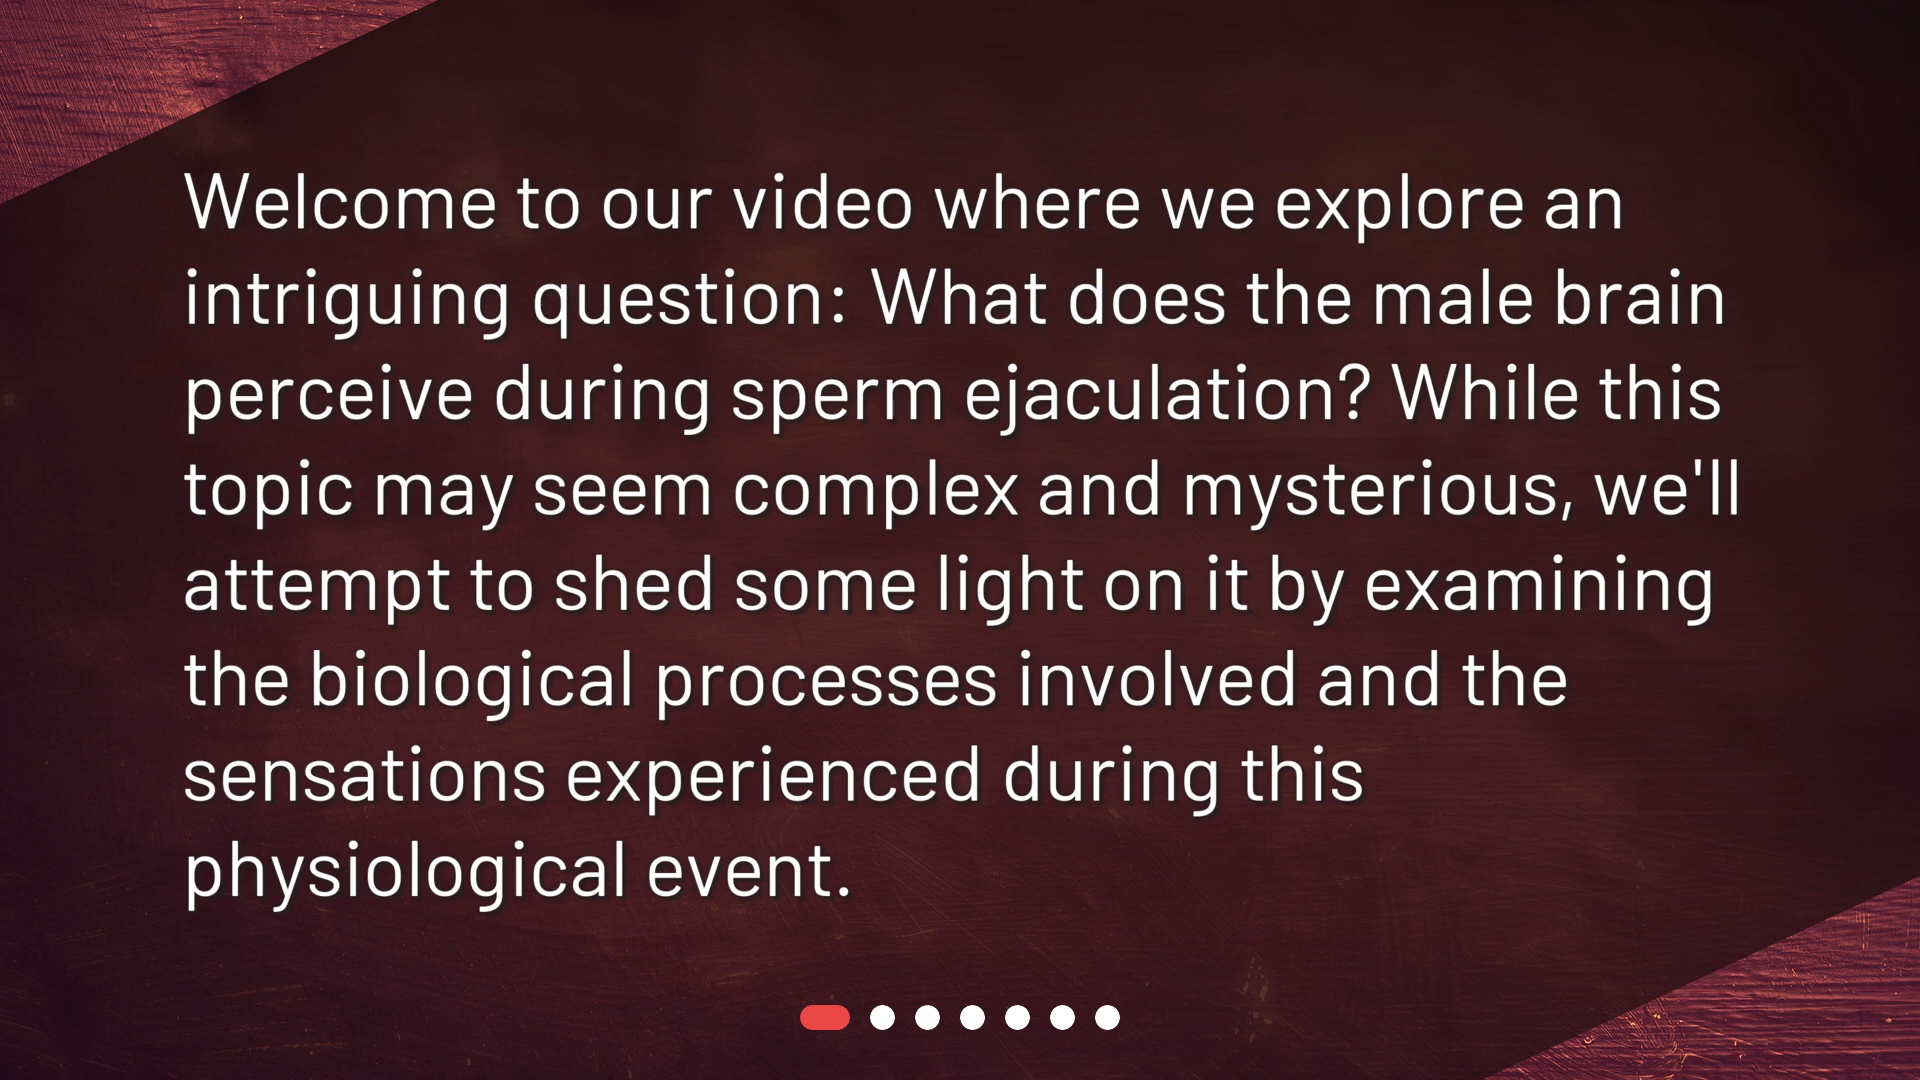 Welcome to our video where we explore an
intriguing question: What does the male brain
perceive during sperm ejaculation? While this
topic may seem complex and mysterious, we'll
attempt to shed some light on it by examining
the biological processes involved and the
sensations experienced during this
physiological event.